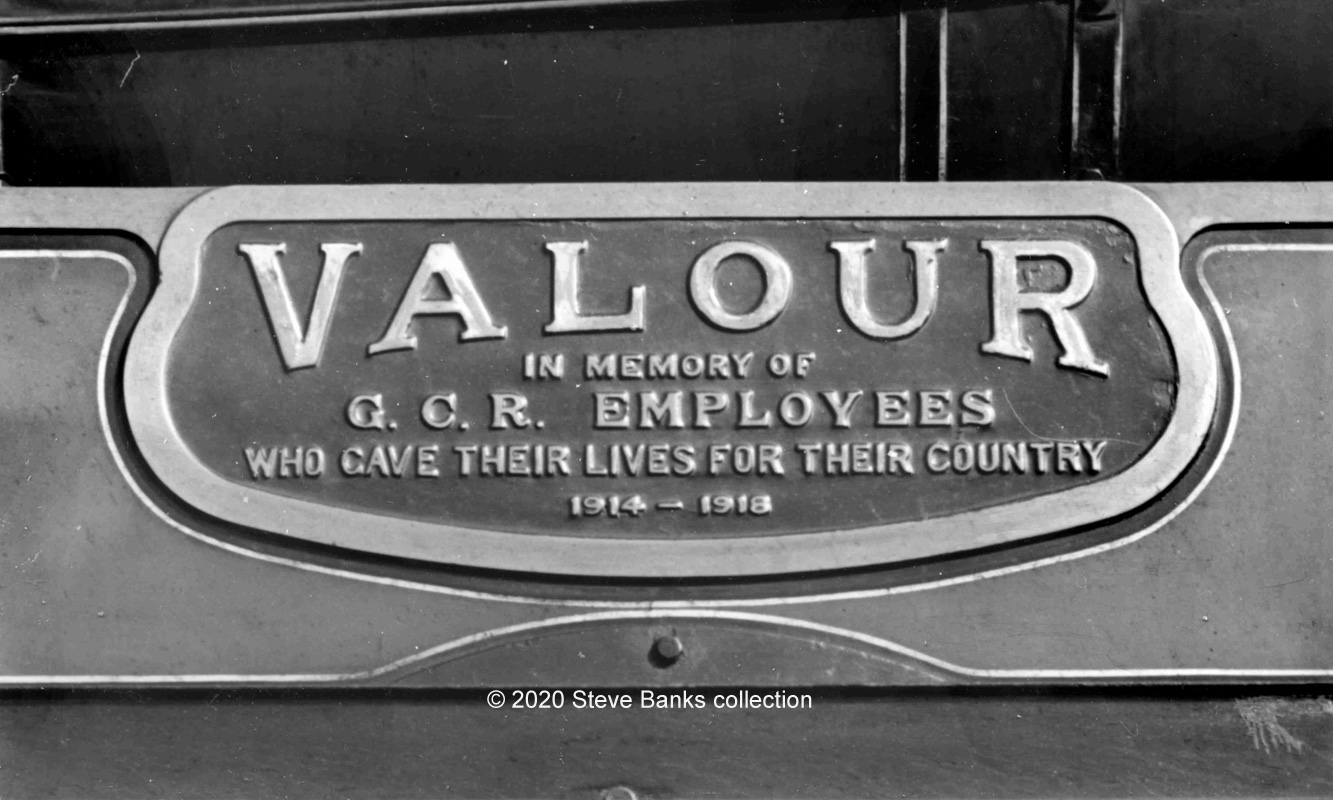 VALOUR
IN MEMORY OF
G. C. R. EMPLOYEES
WHO GAVE THEIR LIVES FOR THEIR COUNTRY
1914 – 1918
© 2020 Steve Banks collection